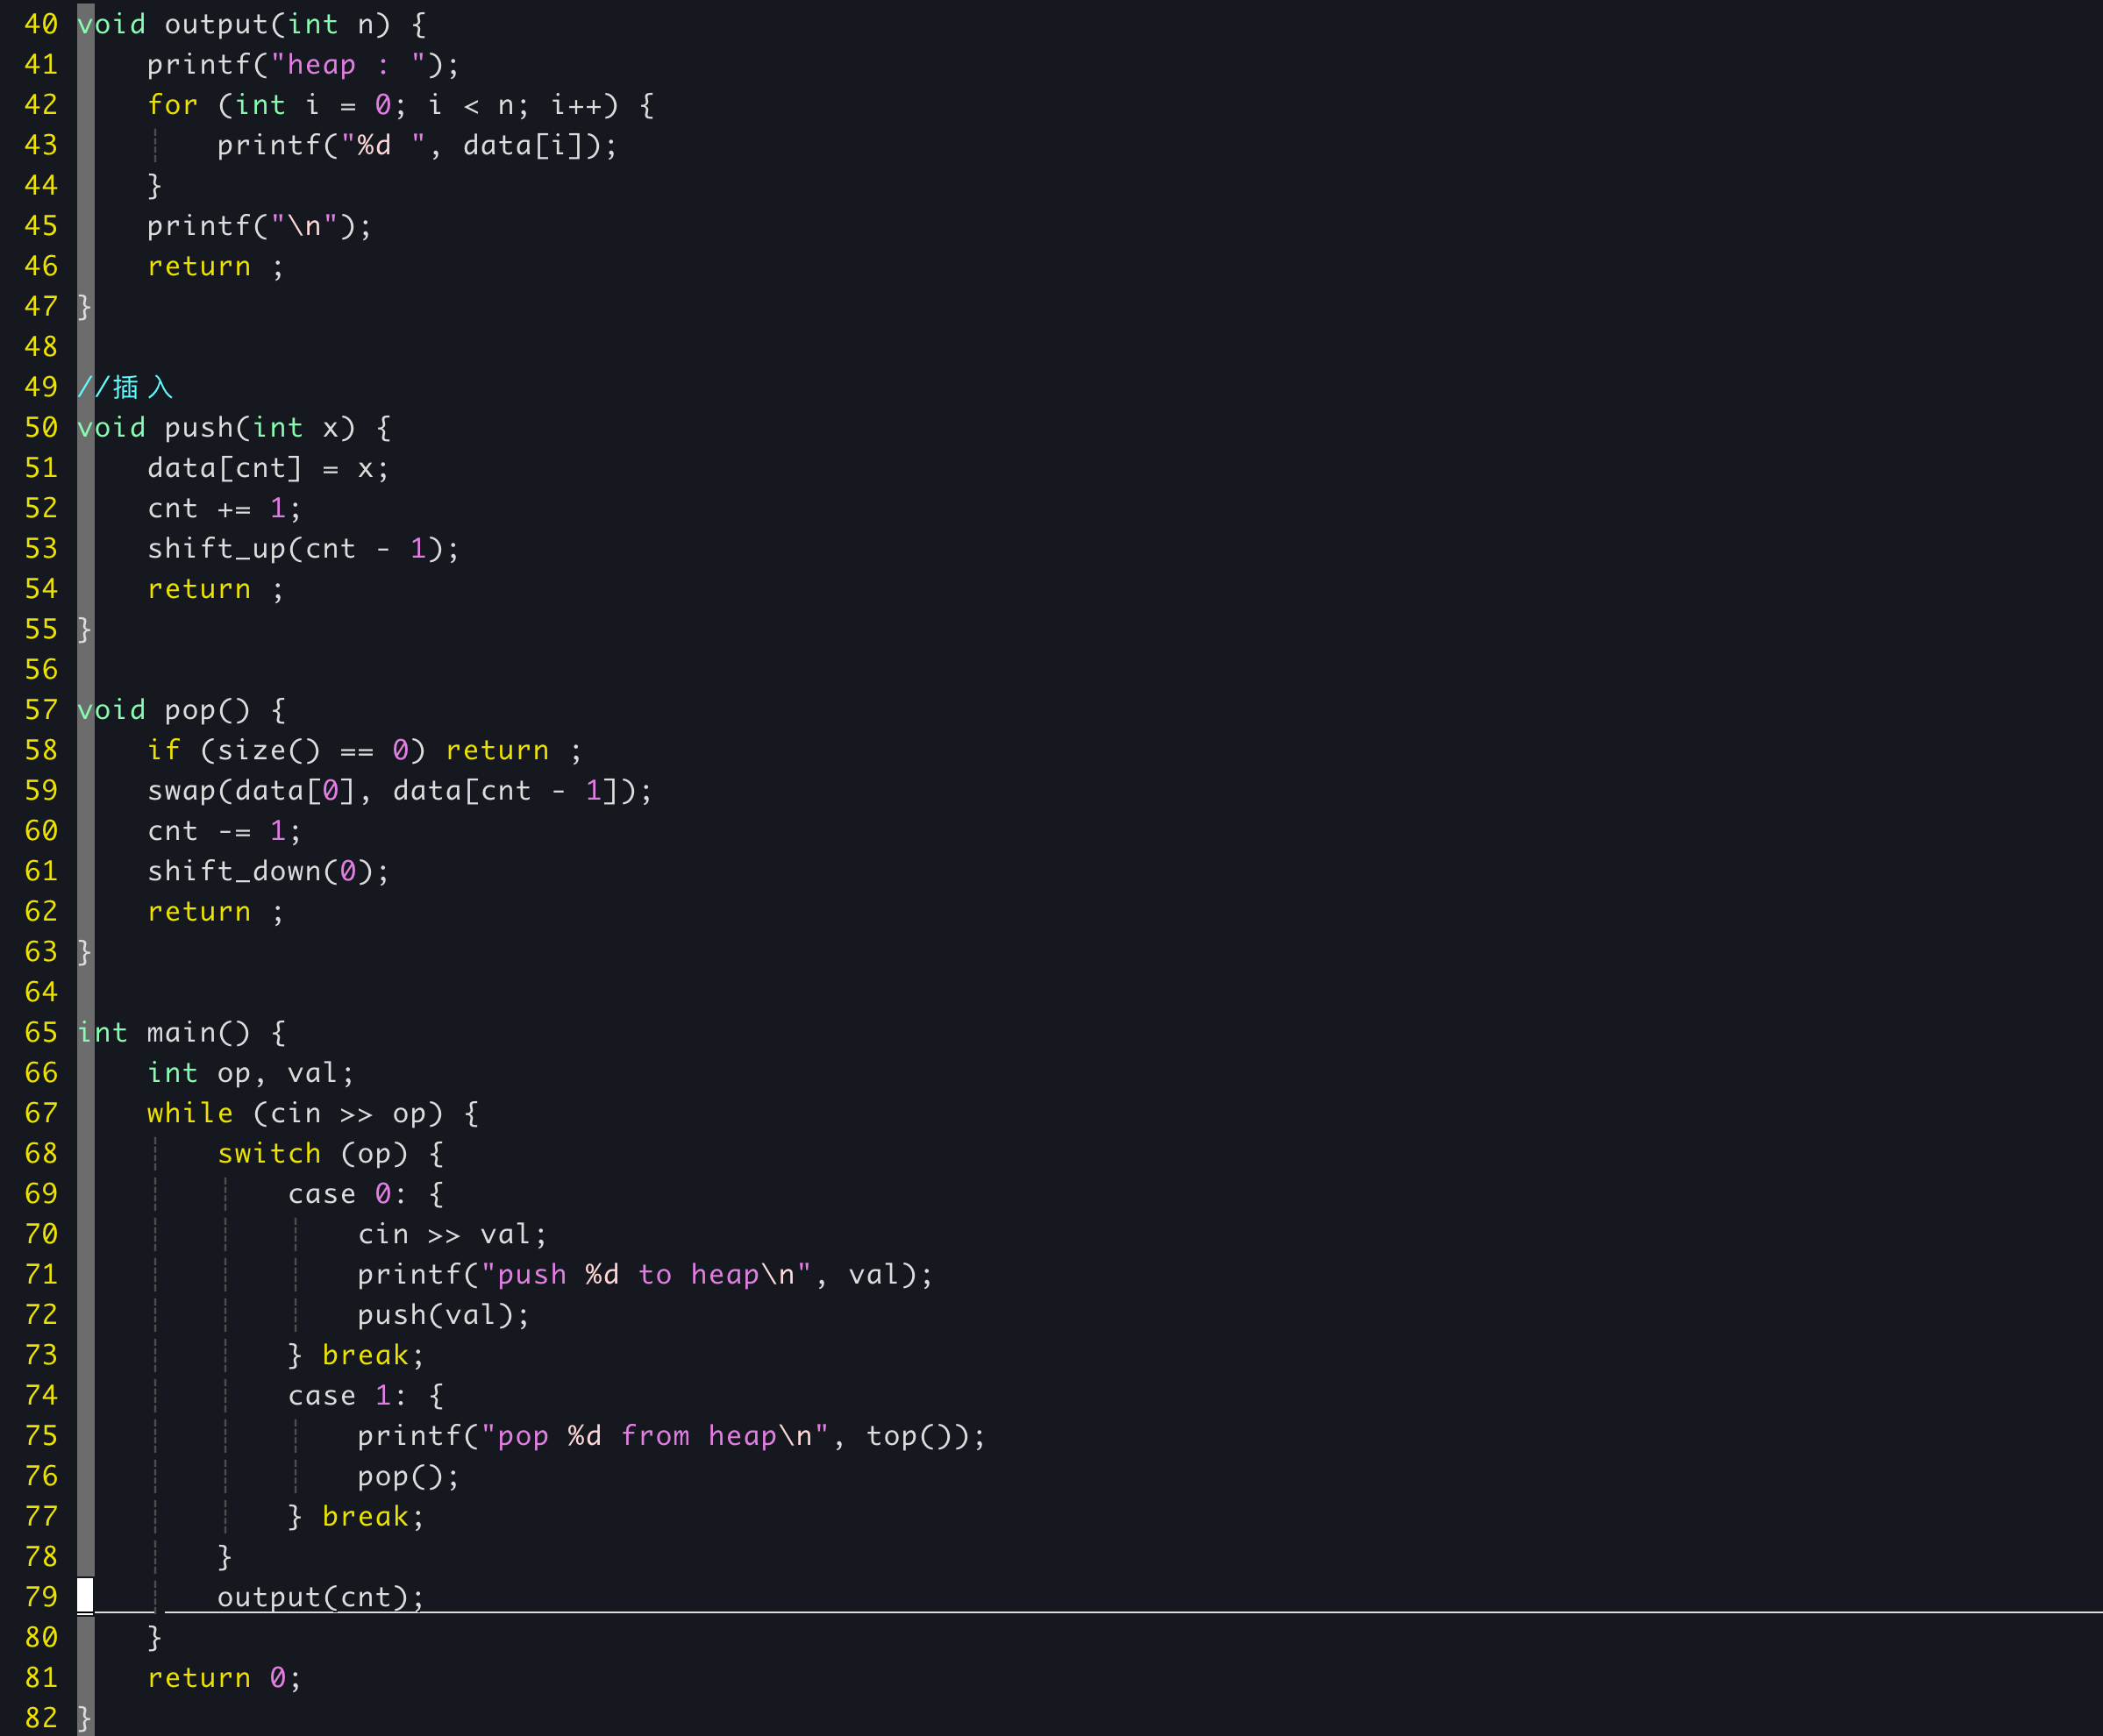 40 void output(int n) {
41     printf("heap : ");
42     for (int i = 0; i < n; i++) {
43         printf("%d ", data[i]);
44     }
45     printf("\n");
46     return ;
47 }
48
49 //插入
50 void push(int x) {
51     data[cnt] = x;
52     cnt += 1;
53     shift_up(cnt - 1);
54     return ;
55 }
56
57 void pop() {
58     if (size() == 0) return ;
59     swap(data[0], data[cnt - 1]);
60     cnt -= 1;
61     shift_down(0);
62     return ;
63 }
64
65 int main() {
66     int op, val;
67     while (cin >> op) {
68         switch (op) {
69             case 0: {
70                 cin >> val;
71                 printf("push %d to heap\n", val);
72                 push(val);
73             } break;
74             case 1: {
75                 printf("pop %d from heap\n", top());
76                 pop();
77             } break;
78         }
79         output(cnt);
80     }
81     return 0;
82 }